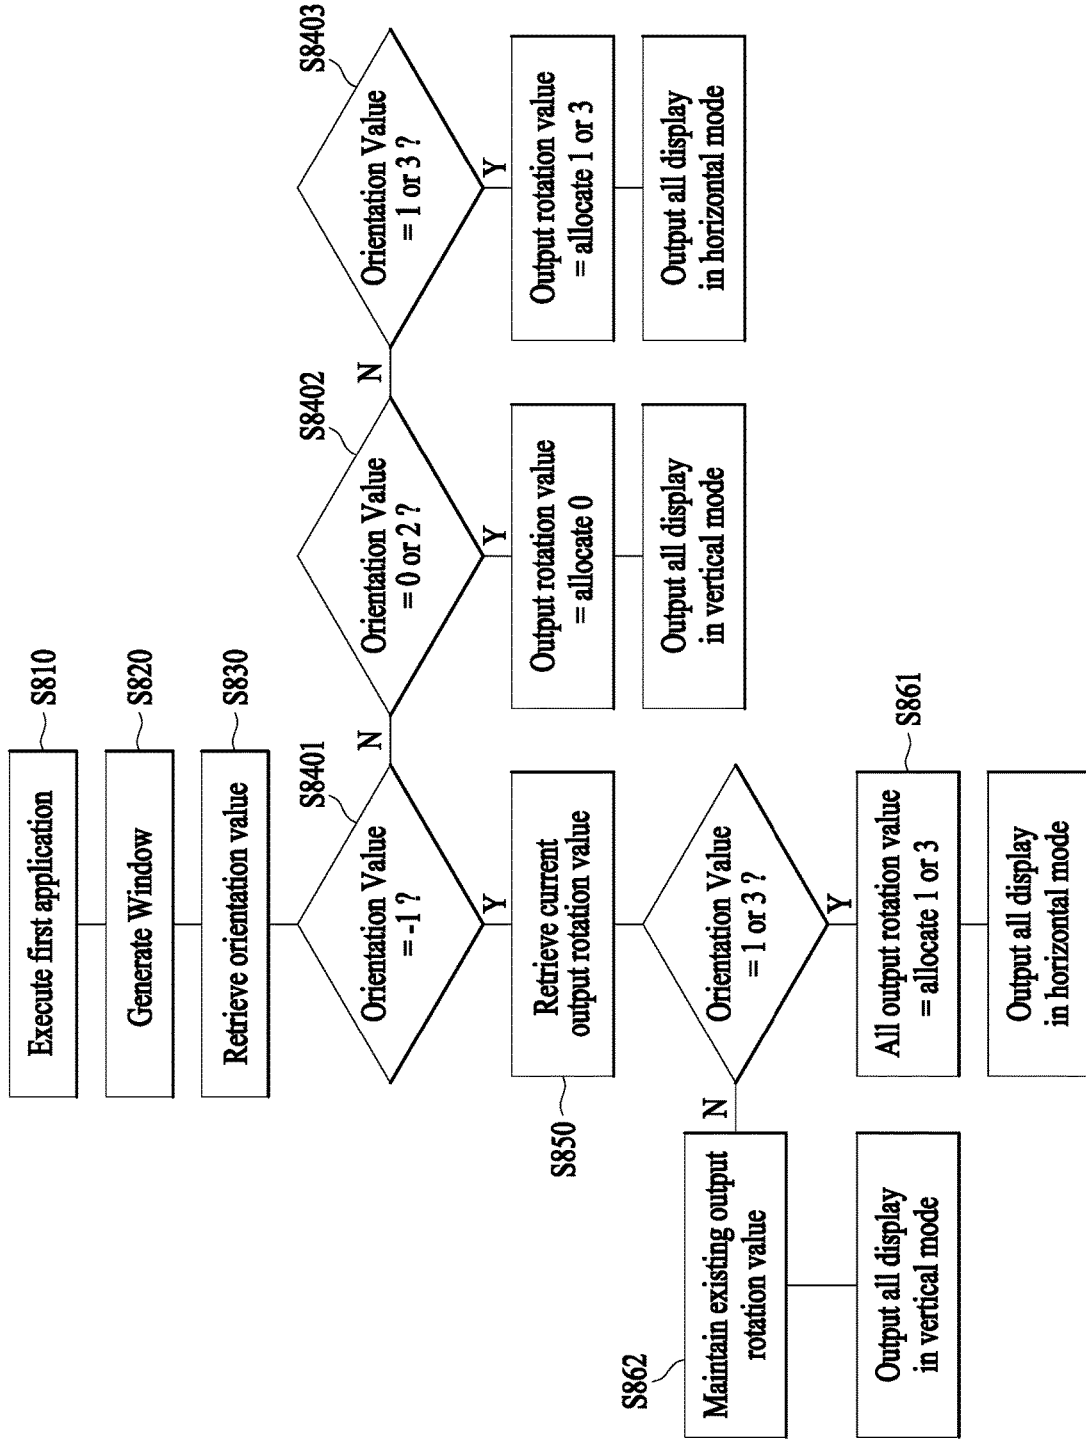 Execute first application
S810
Generate Window
S820
Retrieve orientation value
S830
Orientation Value
= -1 ?
S8401
N
Orientation Value
= 0 or 2 ?
S8402
N
Orientation Value
= 1 or 3 ?
S8403
Y
Retrieve current
output rotation value
S850
Y
Output rotation value
= allocate 0
Y
Output rotation value
= allocate 1 or 3
Output all display
in vertical mode
Output all display
in horizontal mode
Orientation Value
= 1 or 3 ?
N
Maintain existing output
rotation value
S862
Y
All output rotation value
= allocate 1 or 3
S861
Output all display
in vertical mode
Output all display
in horizontal mode